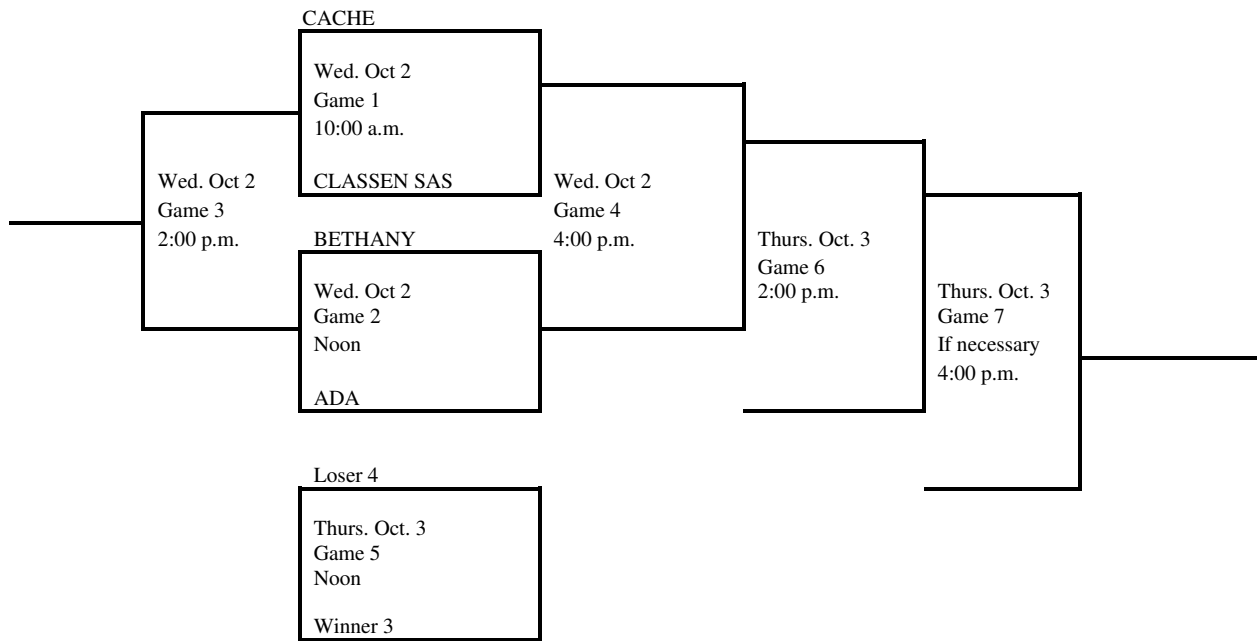 CACHE
Wed. Oct 2
Game 1
10:00 a.m.
CLASSEN SAS
Wed. Oct 2
Game 3
2:00 p.m.
Wed. Oct 2
Game 4
4:00 p.m.
BETHANY
Wed. Oct 2
Game 2
Noon
ADA
Thurs. Oct. 3
Game 6
2:00 p.m.
Thurs. Oct. 3
Game 7
If necessary
4:00 p.m.
Loser 4
Thurs. Oct. 3
Game 5
Noon
Winner 3